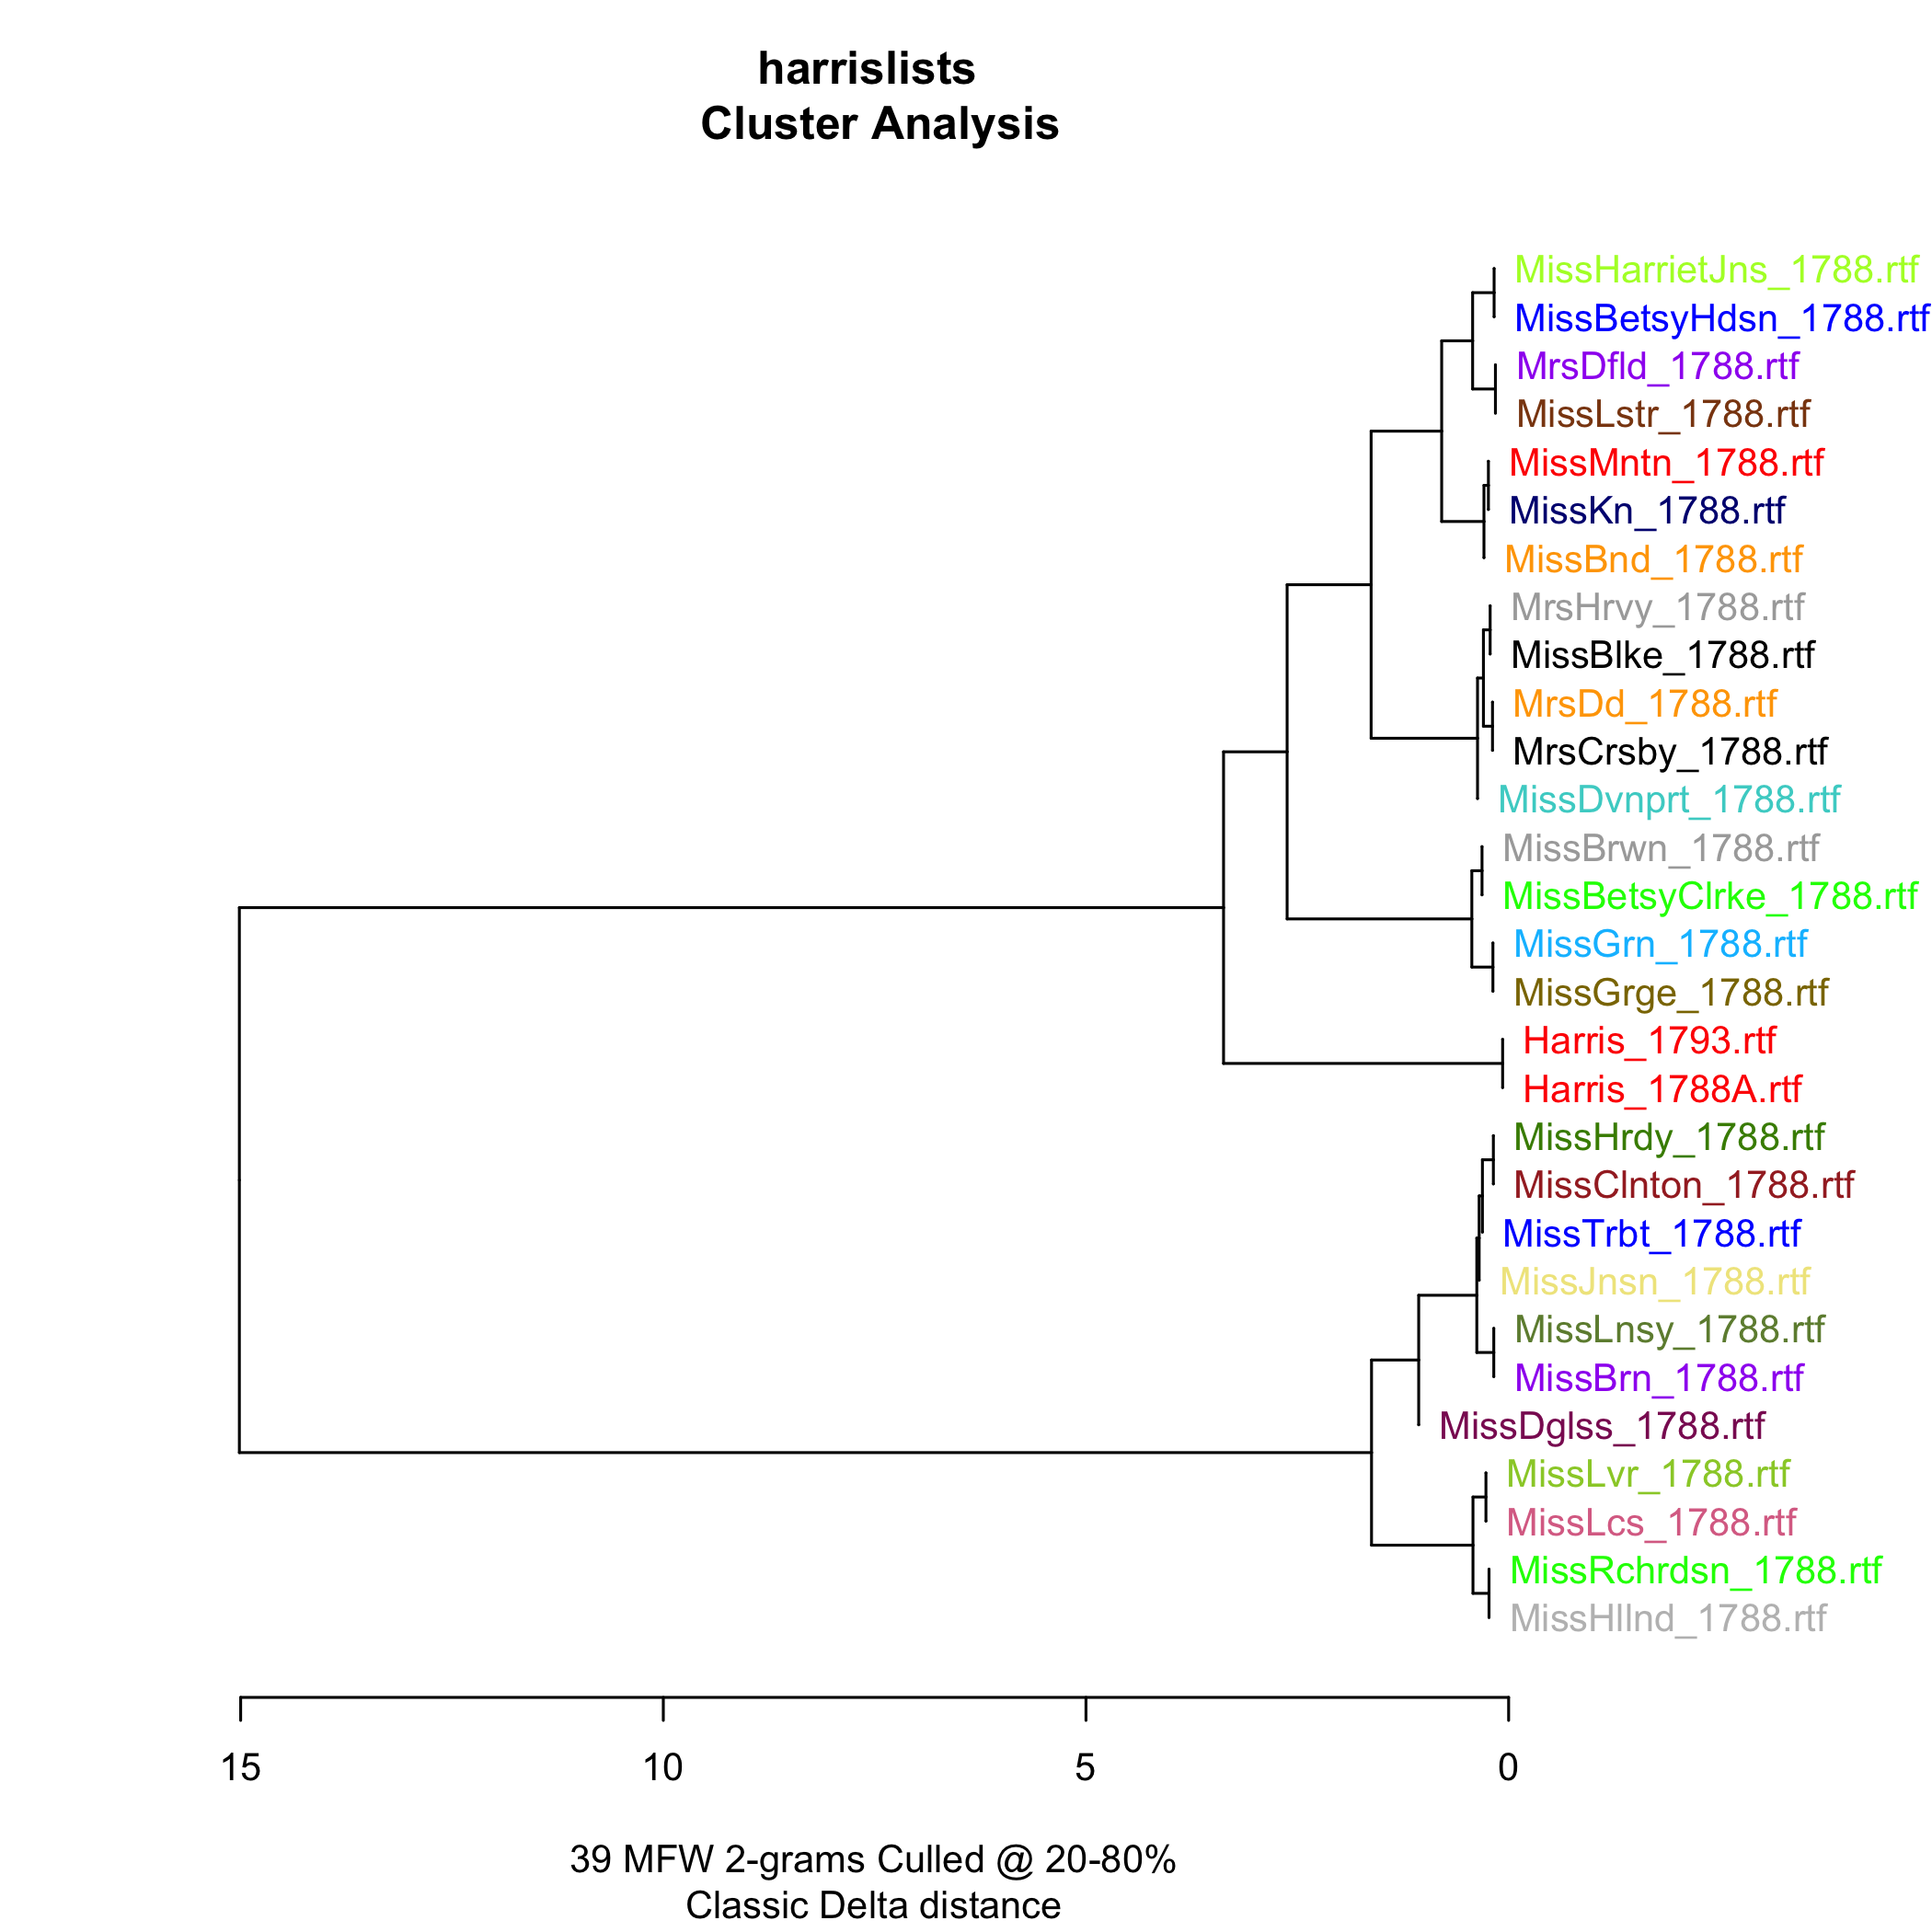 harrislists
Cluster Analysis
MissHarrietJns_1788.rtf
MissBetsyHdsn_1788.rtf
MrsDfld_1788.rtf
MissLstr_1788.rtf
MissMntn_1788.rtf
MissKn_1788.rtf
MissBnd_1788.rtf
MrsHrvy_1788.rtf
MissBlke_1788.rtf
MrsDd_1788.rtf
MrsCrsby_1788.rtf
MissDvnprt_1788.rtf
MissBrwn_1788.rtf
MissBetsyClrke_1788.rtf
MissGrn_1788.rtf
MissGrge_1788.rtf
Harris_1793.rtf
Harris_1788A.rtf
MissHrdy_1788.rtf
MissClnton_1788.rtf
MissTrbt_1788.rtf
MissJnsn_1788.rtf
MissLnsy_1788.rtf
MissBrn_1788.rtf
MissDglss_1788.rtf
MissLvr_1788.rtf
MissLcs_1788.rtf
MissRchrdsn_1788.rtf
MissHllnd_1788.rtf
15 10 5 0
39 MFW 2-grams Culled @ 20-80%
Classic Delta distance